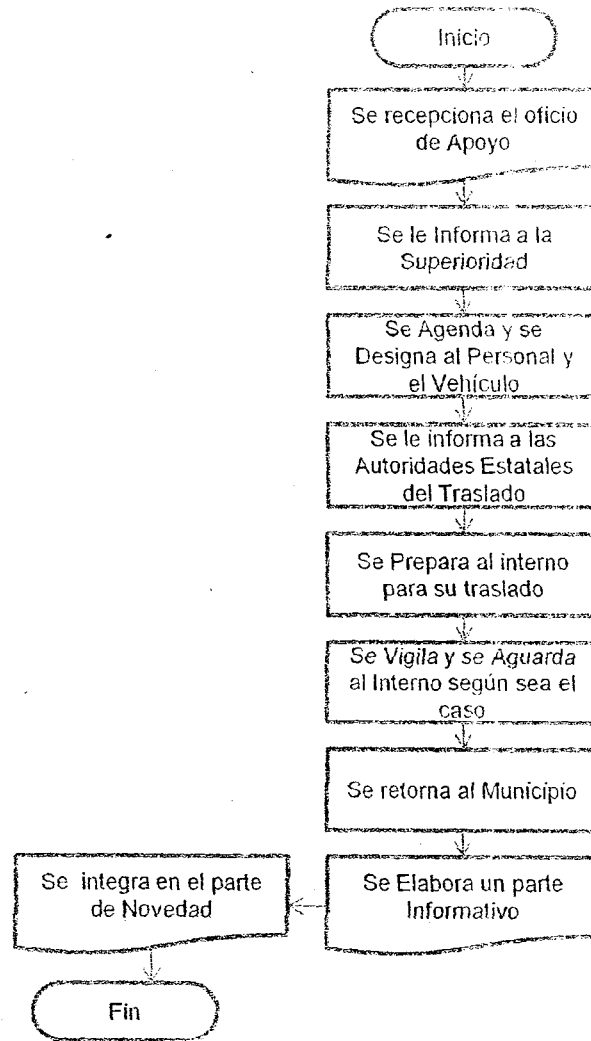 Inicio
Se recepciona el oficio
de Apoyo
Se le Informa a la
Superioridad
Se Agenda y se
Designa al Personal y
el Vehículo
Se le informa a las
Autoridades Estatales
del Traslado
Se Prepara al interno
para su traslado
Se Vigila y se Aguarda
al Interno según sea el
caso
Se retorna al Municipio
Se Elabora un parte
Informativo
Se integra en el parte
de Novedad
Fin